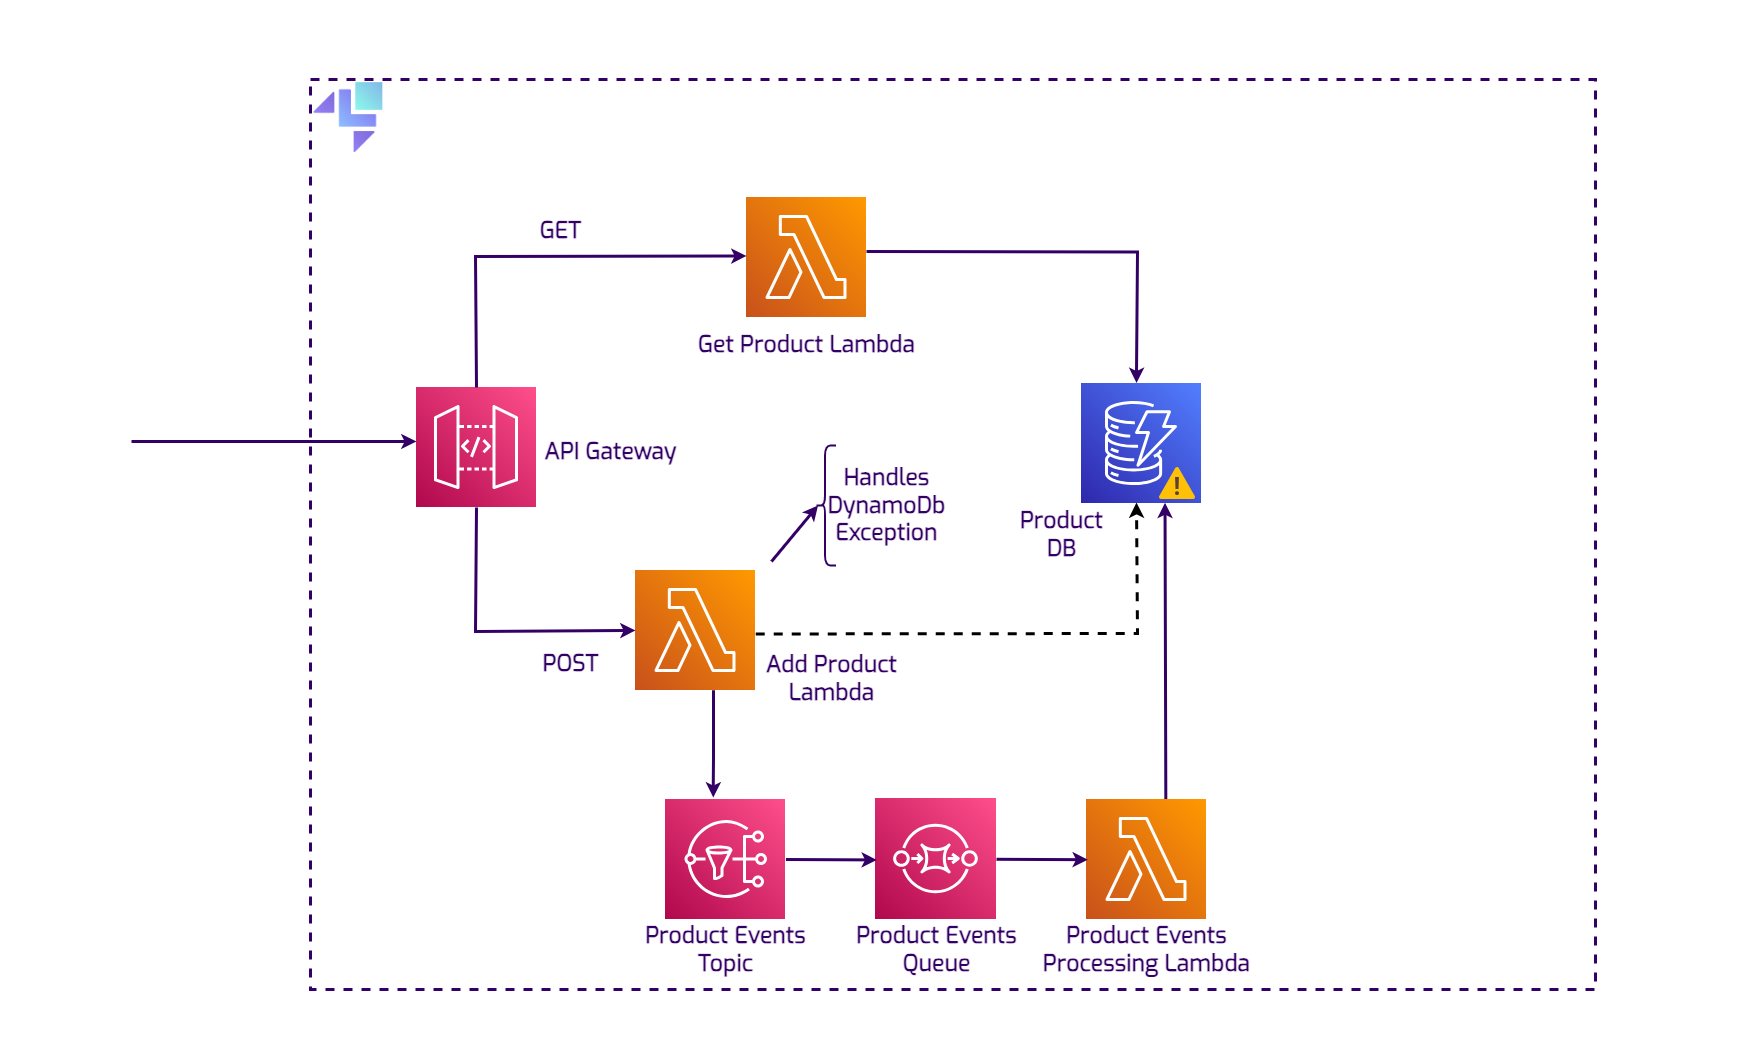 GET
Get Product Lambda
API Gateway
Handles
DynamoDb
Exception
Product
DB
POST
Add Product
Lambda
Product Events
Topic
Product Events
Queue
Product Events
Processing Lambda